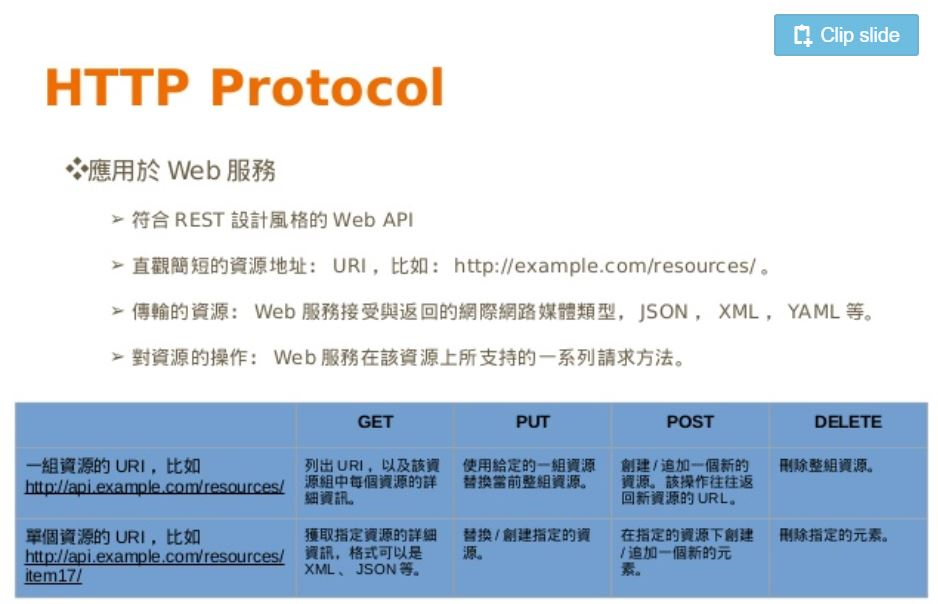 Clip slide
HTTP Protocol
❖應用於 Web 服務
➢ 符合 REST 設計風格的 Web API
➢ 直觀簡短的資源地址： URI ，比如： http://example.com/resources/ 。
➢ 傳輸的資源： Web 服務接受與返回的網際網路媒體類型， JSON ， XML ， YAML 等。
➢ 對資源的操作： Web 服務在該資源上所支持的一系列請求方法。
GET PUT POST DELETE
一組資源的 URI ，比如
http://api.example.com/resources/
列出 URI ，以及該資
源組中每個資源的詳
細資訊。
使用給定的一組資源
替換當前整組資源。
創建 / 追加一個新的
資源。該操作往往返
回新資源的 URL 。
刪除整組資源。
單個資源的 URI ，比如
http://api.example.com/resources/
item17/
獲取指定資源的詳細
資訊，格式可以是
XML 、 JSON 等。
替換 / 創建指定的資
源。
在指定的資源下創建
/ 追加一個新的元
素。
刪除指定的元素。